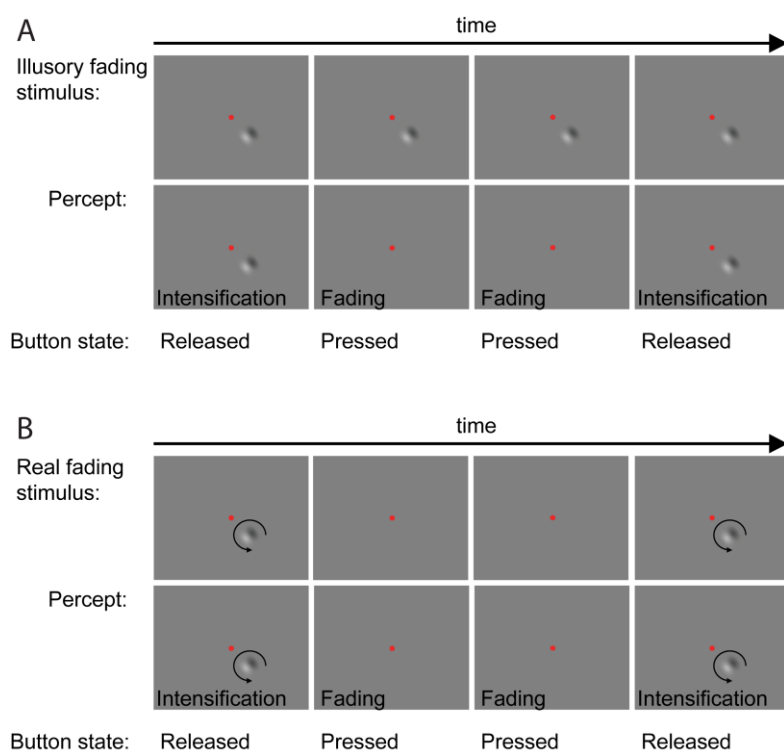 A
time
Illusory fading
stimulus:
Percept:
Intensification Fading Fading Intensification
Button state: Released Pressed Pressed Released
B
time
Real fading
stimulus:
Percept:
Intensification Fading Fading Intensification
Button state: Released Pressed Pressed Released